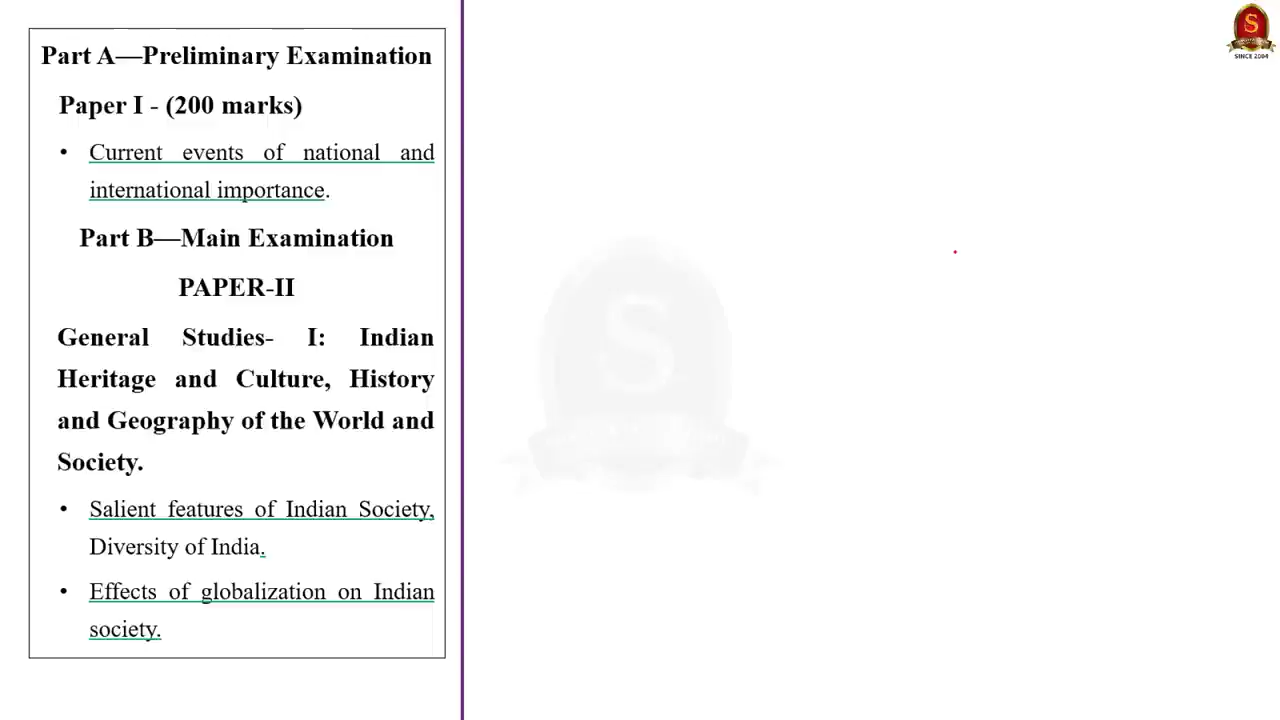 Part A—Preliminary Examination
Paper I - (200 marks)
• Current events of national and
international importance.
Part B—Main Examination
PAPER-II
General Studies- I: Indian
Heritage and Culture, History
and Geography of the World and
Society.
• Salient features of Indian Society,
Diversity of India.
• Effects of globalization on Indian
society.
S
SINCE 2004
S